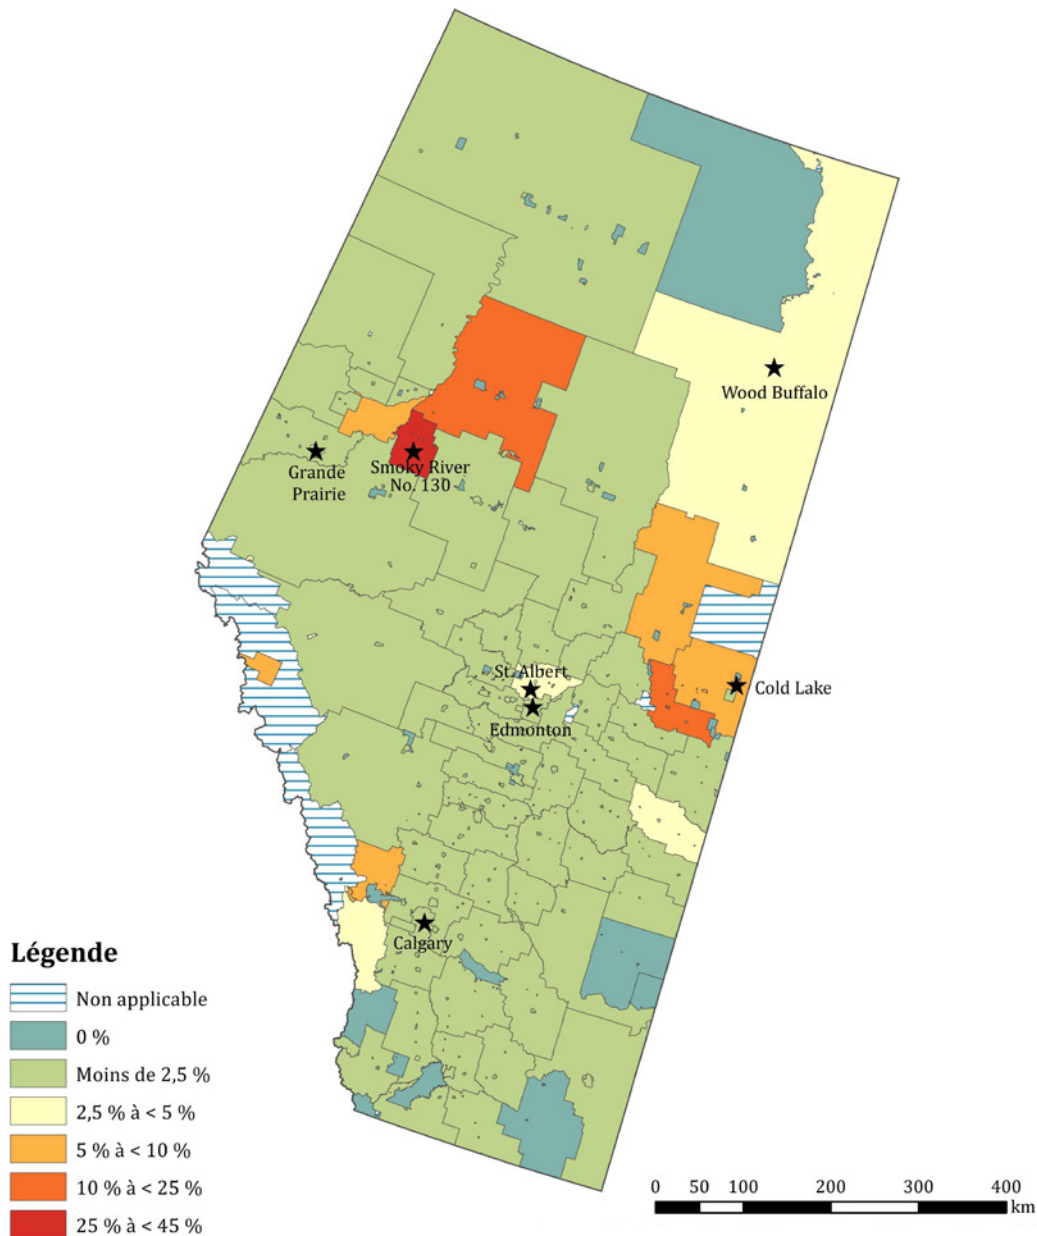 Wood Buffalo
Grande
Prairie
Smoky River
No. 130
St. Albert
Cold Lake
Edmonton
Calgary
Légende
Non applicable
0 %
Moins de 2,5 %
2,5 % à < 5 %
5 % à < 10 %
10 % à < 25 %
25 % à < 45 %
0 50 100 200 300 400
km